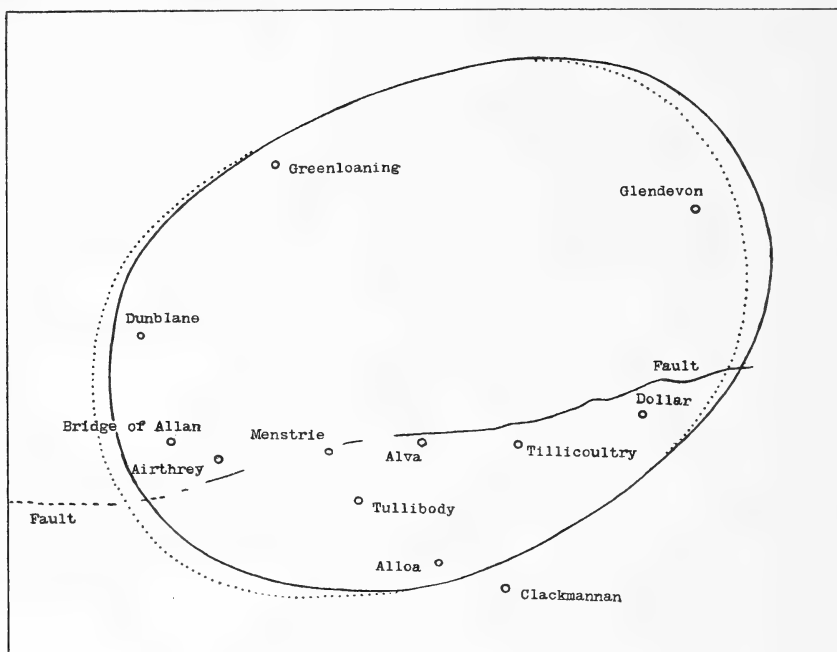 Greenloaning
Glendevon
Dunblane
Fault
Dollar
Bridge of Allan
Menstrie
Airthrey
Alva
Tillicoultry
Tullibody
Fault
Alloa
Clackmannan